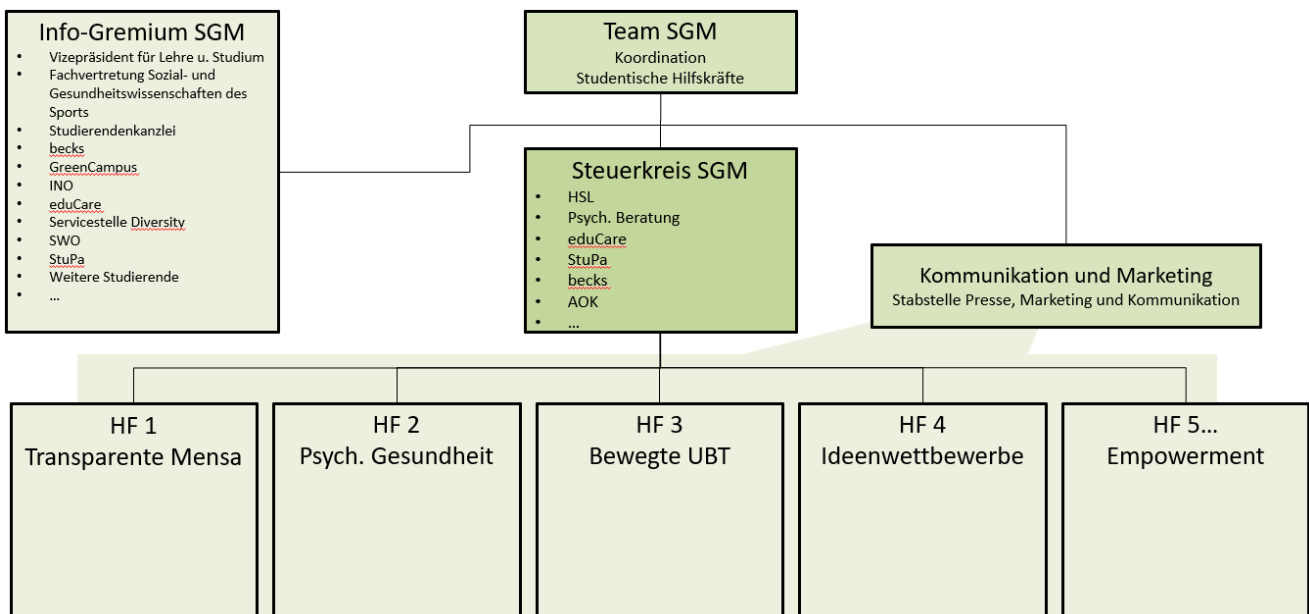 Info-Gremium SGM
• Vizepräsident für Lehre u. Studium
• Fachvertretung Sozial- und
Gesundheitswissenschaften des
Sports
• Studierendenkanzlei
• becks
• GreenCampus
• INO
• eduCare
• Servicestelle Diversity
• SWO
• StuPa
• Weitere Studierende
• ...
Team SGM
Koordination
Studentische Hilfskräfte
Steuerkreis SGM
• HSL
• Psych. Beratung
• eduCare
• StuPa
• becks
• AOK
• ...
Kommunikation und Marketing
Stabstelle Presse, Marketing und Kommunikation
HF 1
Transparente Mensa
HF 2
Psych. Gesundheit
HF 3
Bewegte UBT
HF 4
Ideenwettbewerbe
HF 5...
Empowerment